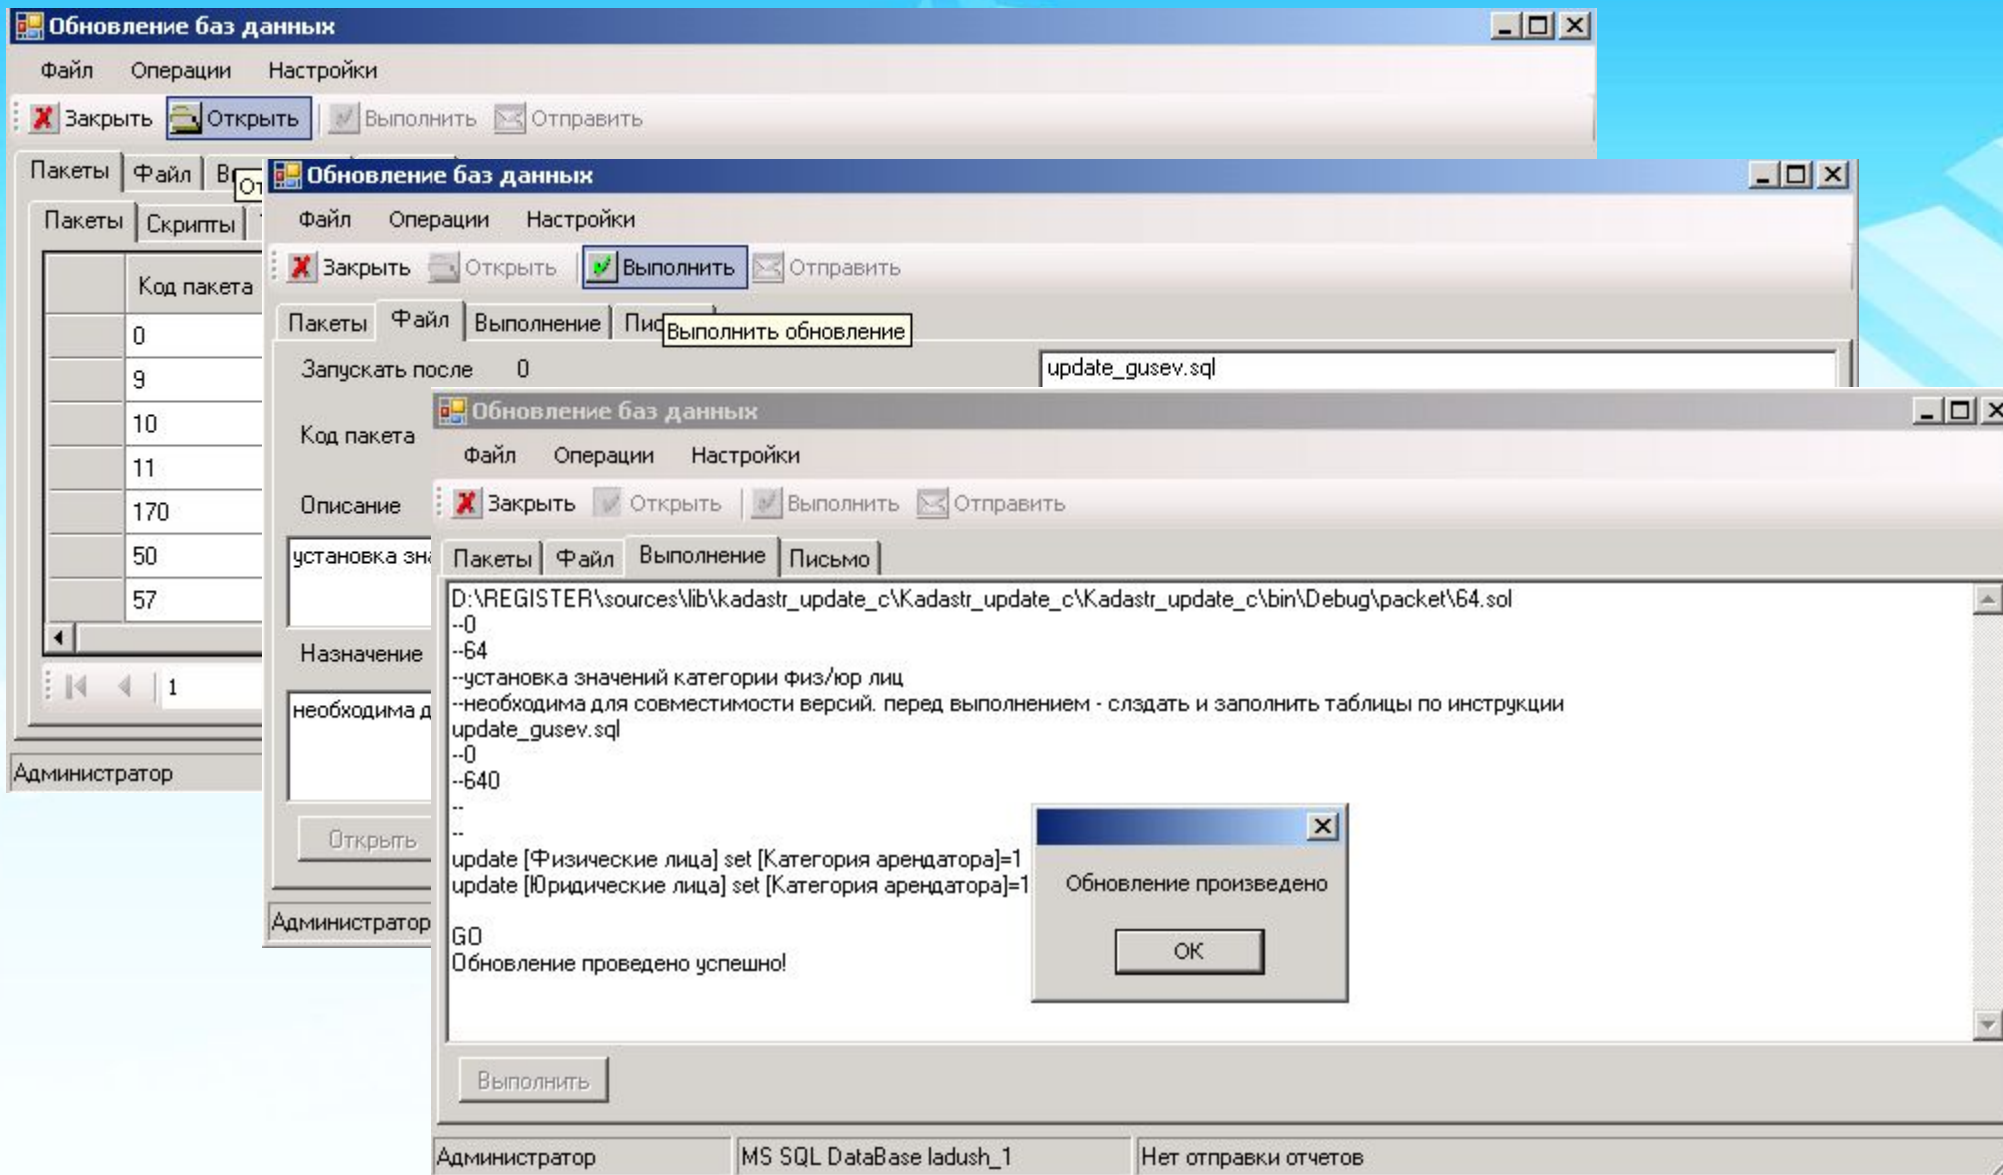 Обновление баз данных
Файл Операции Настройки
Закрыть Открыть Выполнить Отправить
Пакеты Файл
Пакеты Скрипты
Код пакета
0
9
10
11
170
50
57
1
Администратор
Обновление баз данных
Файл Операции Настройки
Закрыть Открыть Выполнить Отправить
Пакеты Файл Выполнение
Выполнить обновление
Запускать после 0
update_gusev.sql
Код пакета
Описание
установка
Назначение
необходима
Открыть
Администратор
Обновление баз данных
Файл Операции Настройки
Закрыть Открыть Выполнить Отправить
Пакеты Файл Выполнение Письмо
D:\REGISTER\sources\lib\kadastr_update_c\Kadastr_update_c\Kadastr_update_c\bin\Debug\packet\64.sol
--0
--64
--установка значений категории физ/юр лиц
--необходима для совместимости версий. перед выполнением - слздать и заполнить таблицы по инструкции
update_gusev.sql
--0
--640
--
--
update [Физические лица] set [Категория арендатора]=1
update [Юридические лица] set [Категория арендатора]=1
GO
Обновление проведено успешно!
Обновление произведено
OK
Выполнить
Администратор MS SQL DataBase ladush_1 Нет отправки отчетов